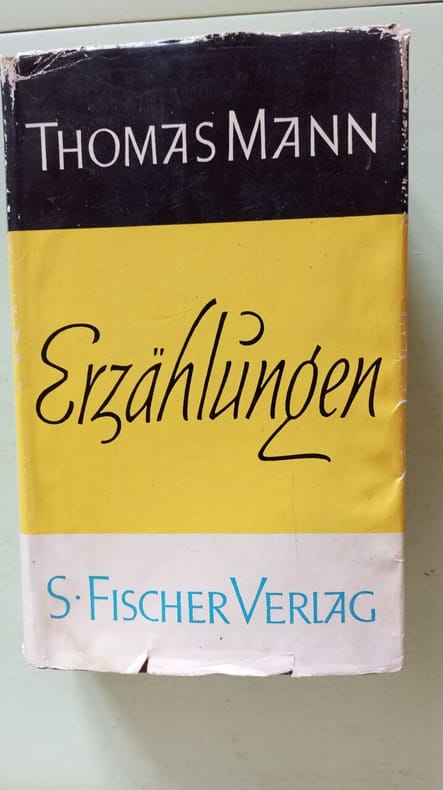 THOMAS MANN
Erzählungen
S·FISCHER VERLAG